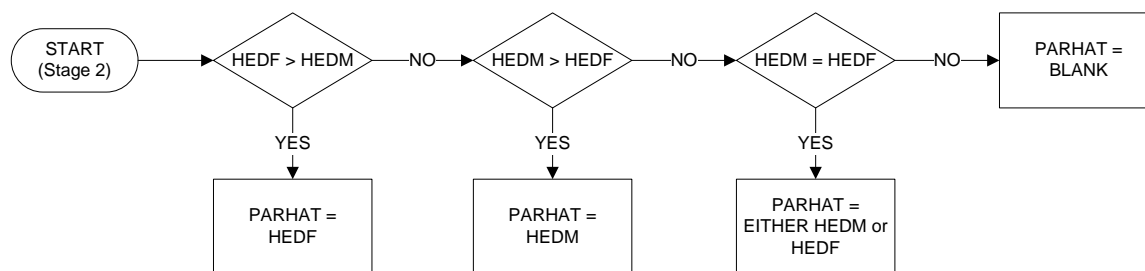 START
(Stage 2)
HEDF > HEDM
NO
HEDM > HEDF
NO
HEDM = HEDF
NO
PARHAT =
BLANK
YES
YES
YES
PARHAT =
HEDF
PARHAT =
HEDM
PARHAT =
EITHER HEDM or
HEDF